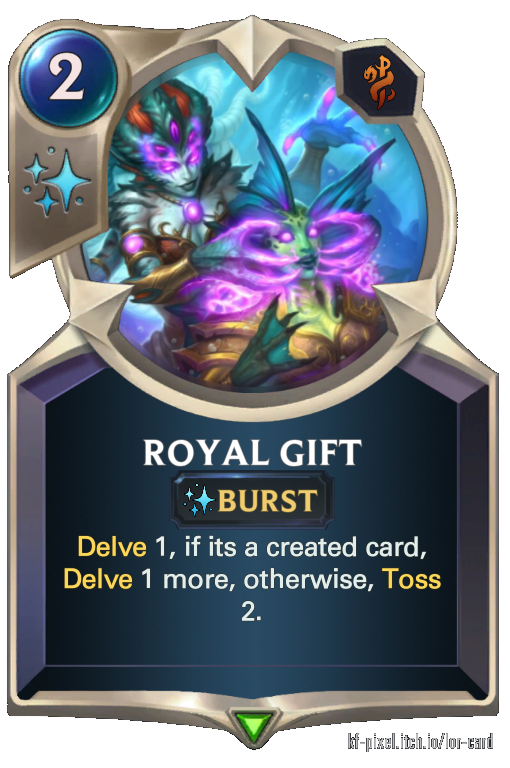 2
ROYAL GIFT
BURST
Delve 1, if its a created card,
Delve 1 more, otherwise, Toss
2.
kf-pixel.itch.io/lor-card